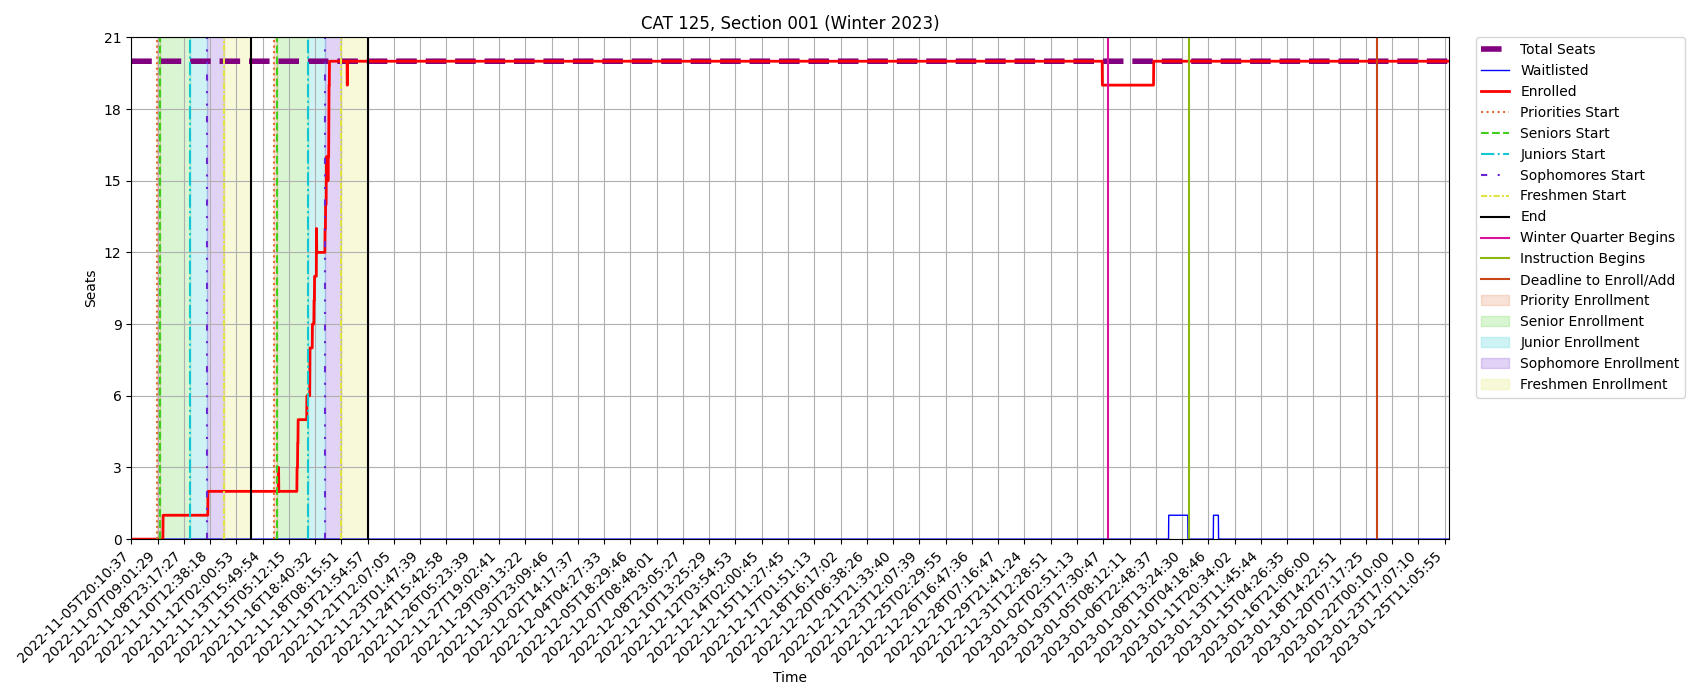 CAT 125, Section 001 (Winter 2023)
21
18
15
12
9
6
3
0
Seats
2022-11-05T20:10:37
2022-11-07T09:01:29
2022-11-08T23:17:27
2022-11-10T12:38:18
2022-11-12T02:00:53
2022-11-13T15:49:54
2022-11-15T05:12:15
2022-11-16T18:40:32
2022-11-18T08:15:51
2022-11-19T21:54:57
2022-11-21T12:07:05
2022-11-23T01:47:39
2022-11-24T15:42:58
2022-11-26T05:23:39
2022-11-27T19:02:41
2022-11-29T09:13:22
2022-11-30T23:09:46
2022-12-02T14:17:37
2022-12-04T04:27:33
2022-12-05T18:29:46
2022-12-07T08:48:01
2022-12-08T23:05:27
2022-12-10T13:25:29
2022-12-12T03:54:53
2022-12-14T02:00:45
2022-12-15T11:27:45
2022-12-17T01:51:13
2022-12-18T16:17:02
2022-12-20T06:38:26
2022-12-21T21:33:40
2022-12-23T12:07:39
2022-12-25T02:29:55
2022-12-26T16:47:36
2022-12-28T07:16:47
2022-12-29T21:41:24
2022-12-31T12:28:51
2023-01-02T02:51:13
2023-01-03T17:30:47
2023-01-05T08:12:11
2023-01-06T22:48:37
2023-01-08T13:24:30
2023-01-10T04:18:46
2023-01-11T20:34:02
2023-01-13T11:45:44
2023-01-15T04:26:35
2023-01-16T21:06:00
2023-01-18T14:22:51
2023-01-20T07:17:25
2023-01-22T00:10:00
2023-01-23T17:07:10
2023-01-25T11:05:55
Time
Total Seats
Waitlisted
Enrolled
Priorities Start
Seniors Start
Juniors Start
Sophomores Start
Freshmen Start
End
Winter Quarter Begins
Instruction Begins
Deadline to Enroll/Add
Priority Enrollment
Senior Enrollment
Junior Enrollment
Sophomore Enrollment
Freshmen Enrollment